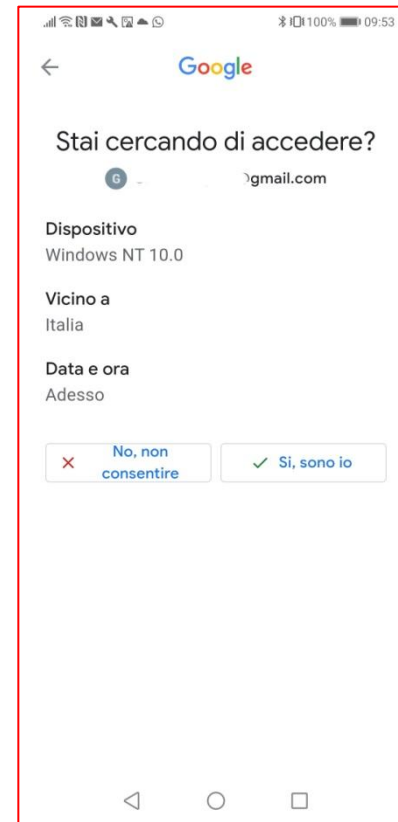 100% 09:53
Google
Stai cercando di accedere?
G gmail.com
Dispositivo
Windows NT 10.0
Vicino a
Italia
Data e ora
Adesso
No, non
consentire
Si, sono io